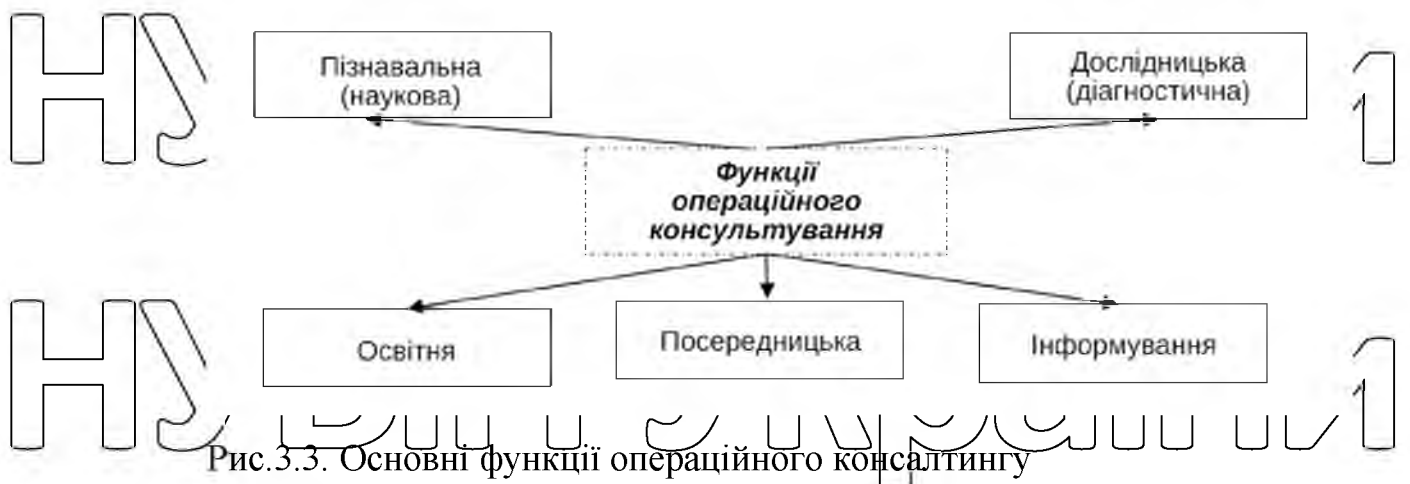 Пізнавальна
(наукова)
Дослідницька
(діагностична)
Функції
операційного
консультування
Освітня
Посередницька
Інформування
Рис.3.3. Основні функції операційного консалтингу